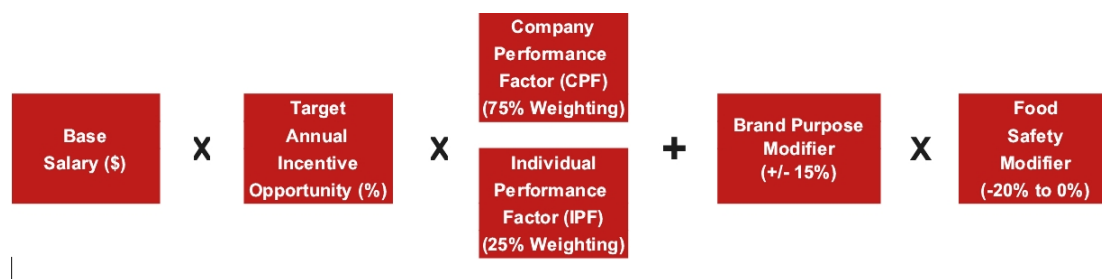 Base
Salary ($)
X
Target
Annual
Incentive
Opportunity (%)
X
Company
Performance
Factor (CPF)
(75% Weighting)
Individual
Performance
Factor (IPF)
(25% Weighting)
+
Brand Purpose
Modifier
(+/- 15%)
X
Food
Safety
Modifier
(-20% to 0%)